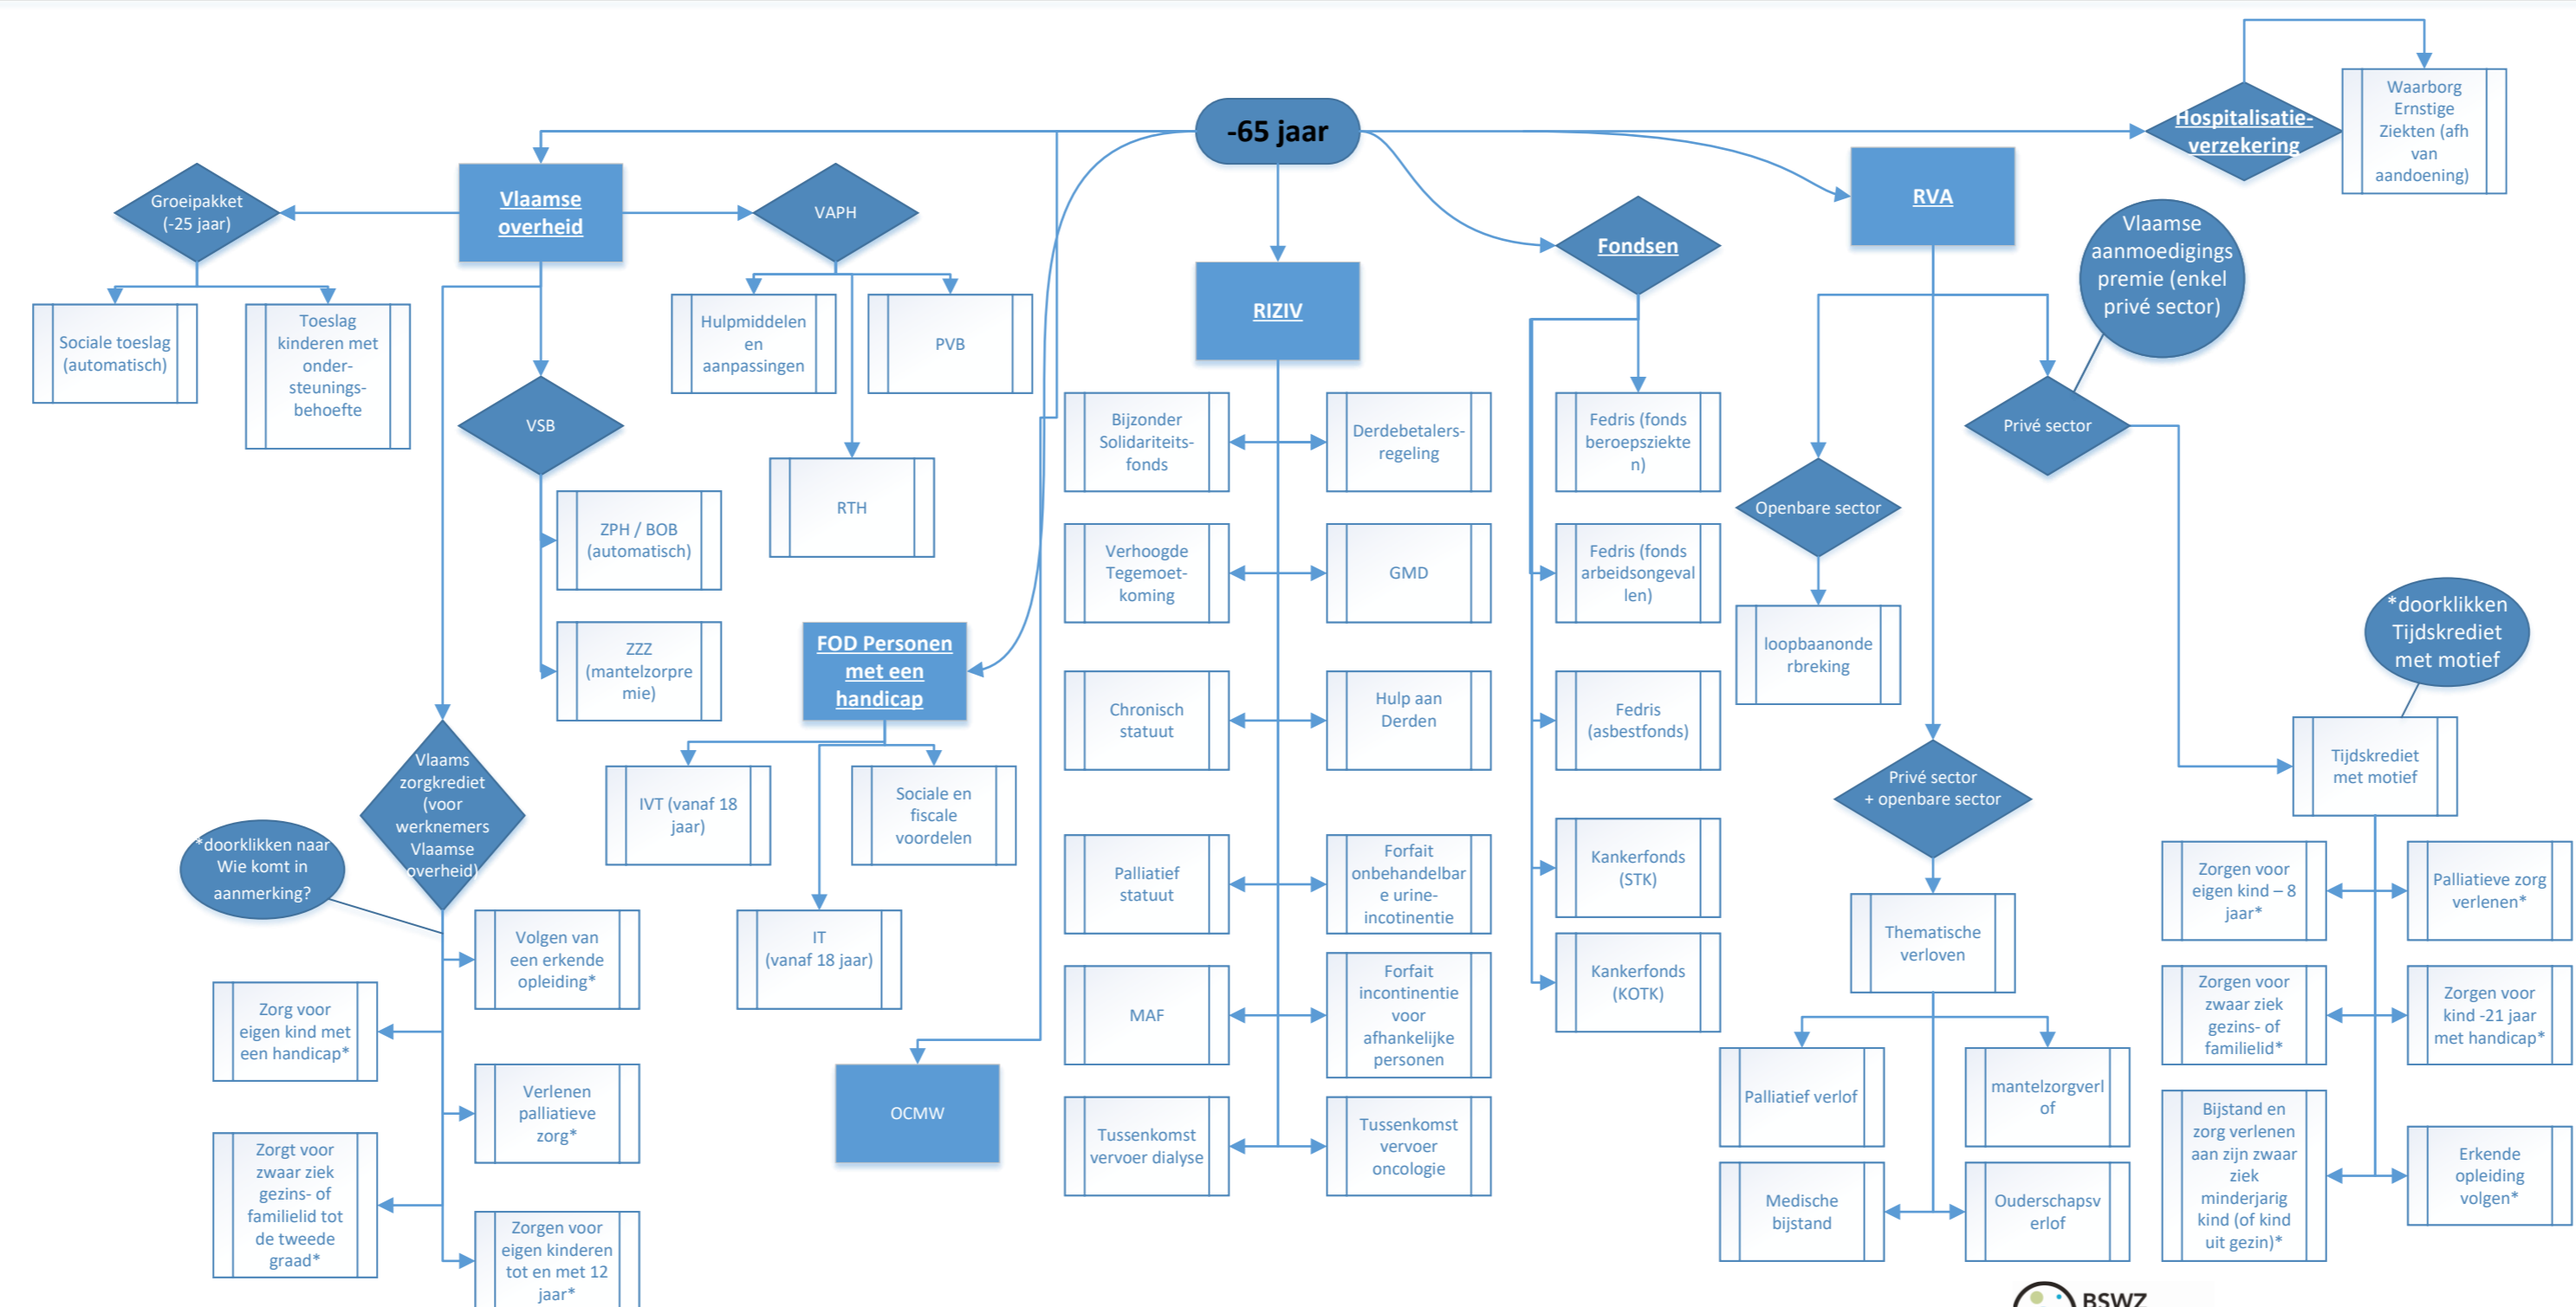 -65 jaar
Hospitalisatie-
verzekering
Waarborg
Ernstige
Ziekten (afh
van
aandoening)
Groeipakket
(-25 jaar)
Sociale toeslag
(automatisch)
Toeslag
kinderen met
onder-
steunings-
behoefte
Vlaamse
overheid
VAPH
Hulpmiddelen
en
aanpassingen
PVB
RTH
VSB
ZPH / BOB
(automatisch)
ZZZ
(mantelzorpre
mie)
Vlaams
zorgkrediet
(voor
werknemers
Vlaamse
overheid)
*doorklikken naar
Wie komt in
aanmerking?
Volgen van
een erkende
opleiding*
Zorg voor
eigen kind met
een handicap*
Verlenen
palliatieve
zorg*
Zorgt voor
zwaar ziek
gezins- of
familielid tot
de tweede
graad*
Zorgen voor
eigen kinderen
tot en met 12
jaar*
FOD Personen
met een
handicap
IVT (vanaf 18
jaar)
Sociale en
fiscale
voordelen
IT
(vanaf 18 jaar)
OCMW
RIZIV
Bijzonder
Solidariteits-
fonds
Derdebetalers-
regeling
Verhoogde
Tegemoet-
koming
GMD
Chronisch
statuut
Hulp aan
Derden
Palliatief
statuut
Forfait
onbehandelbar
e urine-
incotinentie
MAF
Forfait
incontinentie
voor
afhankelijke
personen
Tussenkomst
vervoer dialyse
Tussenkomst
vervoer
oncologie
Fondsen
Fedris (fonds
beroepsziekte
n)
Fedris (fonds
arbeidsongeval
len)
Fedris
(asbestfonds)
Kankerfonds
(STK)
Kankerfonds
(KOTK)
RVA
Vlaamse
aanmoedigings
premie (enkel
privé sector)
Privé sector
Openbare sector
loopbaanonde
rbreking
Privé sector
+ openbare sector
Thematische
verloven
Palliatief verlof
mantelzorgverl
of
Medische
bijstand
Ouderschapsv
erlof
*doorklikken
Tijdskrediet
met motief
Tijdskrediet
met motief
Zorgen voor
eigen kind – 8
jaar*
Palliatieve zorg
verlenen*
Zorgen voor
zwaar ziek
gezins- of
familielid*
Zorgen voor
kind -21 jaar
met handicap*
Bijstand en
zorg verlenen
aan zijn zwaar
ziek
minderjarig
kind (of kind
uit gezin)*
Erkende
opleiding
volgen*
BSWZ